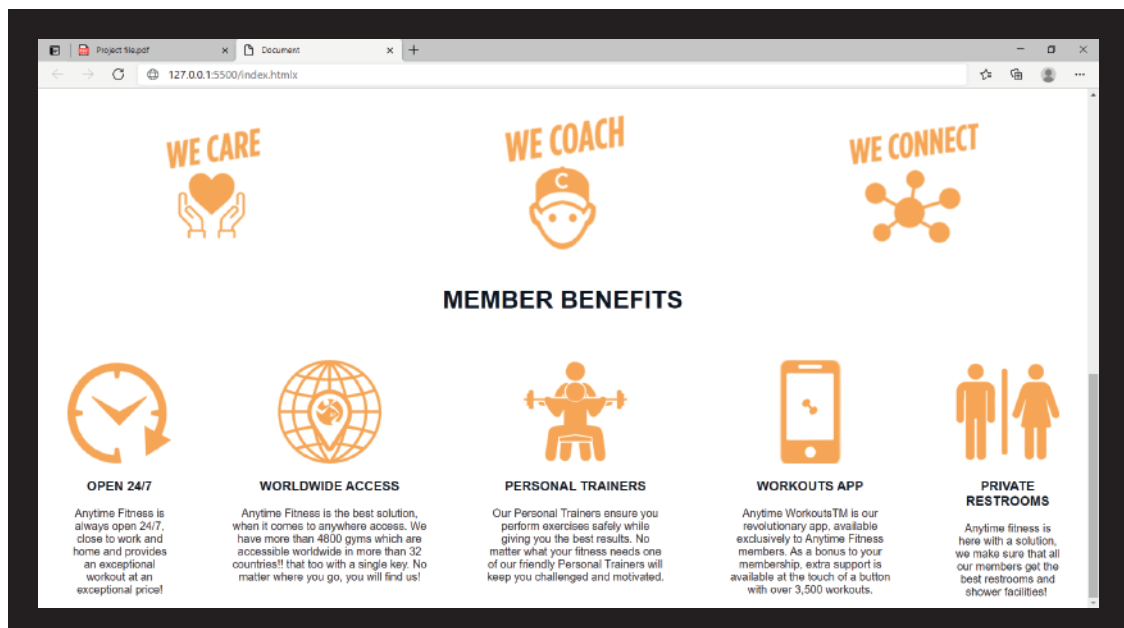 Project file.pdf
Document
127.0.0.1:5500/index.htmlx
WE CARE
WE COACH
C
WE CONNECT
MEMBER BENEFITS
OPEN 24/7
Anytime Fitness is
always open 24/7,
close to work and
home and provides
an exceptional
workout at an
exceptional price!
WORLDWIDE ACCESS
Anytime Fitness is the best solution,
when it comes to anywhere access. We
have more than 4800 gyms which are
accessible worldwide in more than 32
countries!! that too with a single key. No
matter where you go, you will find us!
PERSONAL TRAINERS
Our Personal Trainers ensure you
perform exercises safely while
giving you the best results. No
matter what your fitness needs one
of our friendly Personal Trainers will
keep you challenged and motivated.
WORKOUTS APP
Anytime WorkoutsTM is our
revolutionary app, available
exclusively to Anytime Fitness
members. As a bonus to your
membership, extra support is
available at the touch of a button
with over 3,500 workouts.
PRIVATE
RESTROOMS
Anytime fitness is
here with a solution,
we make sure that all
our members get the
best restrooms and
shower facilities!